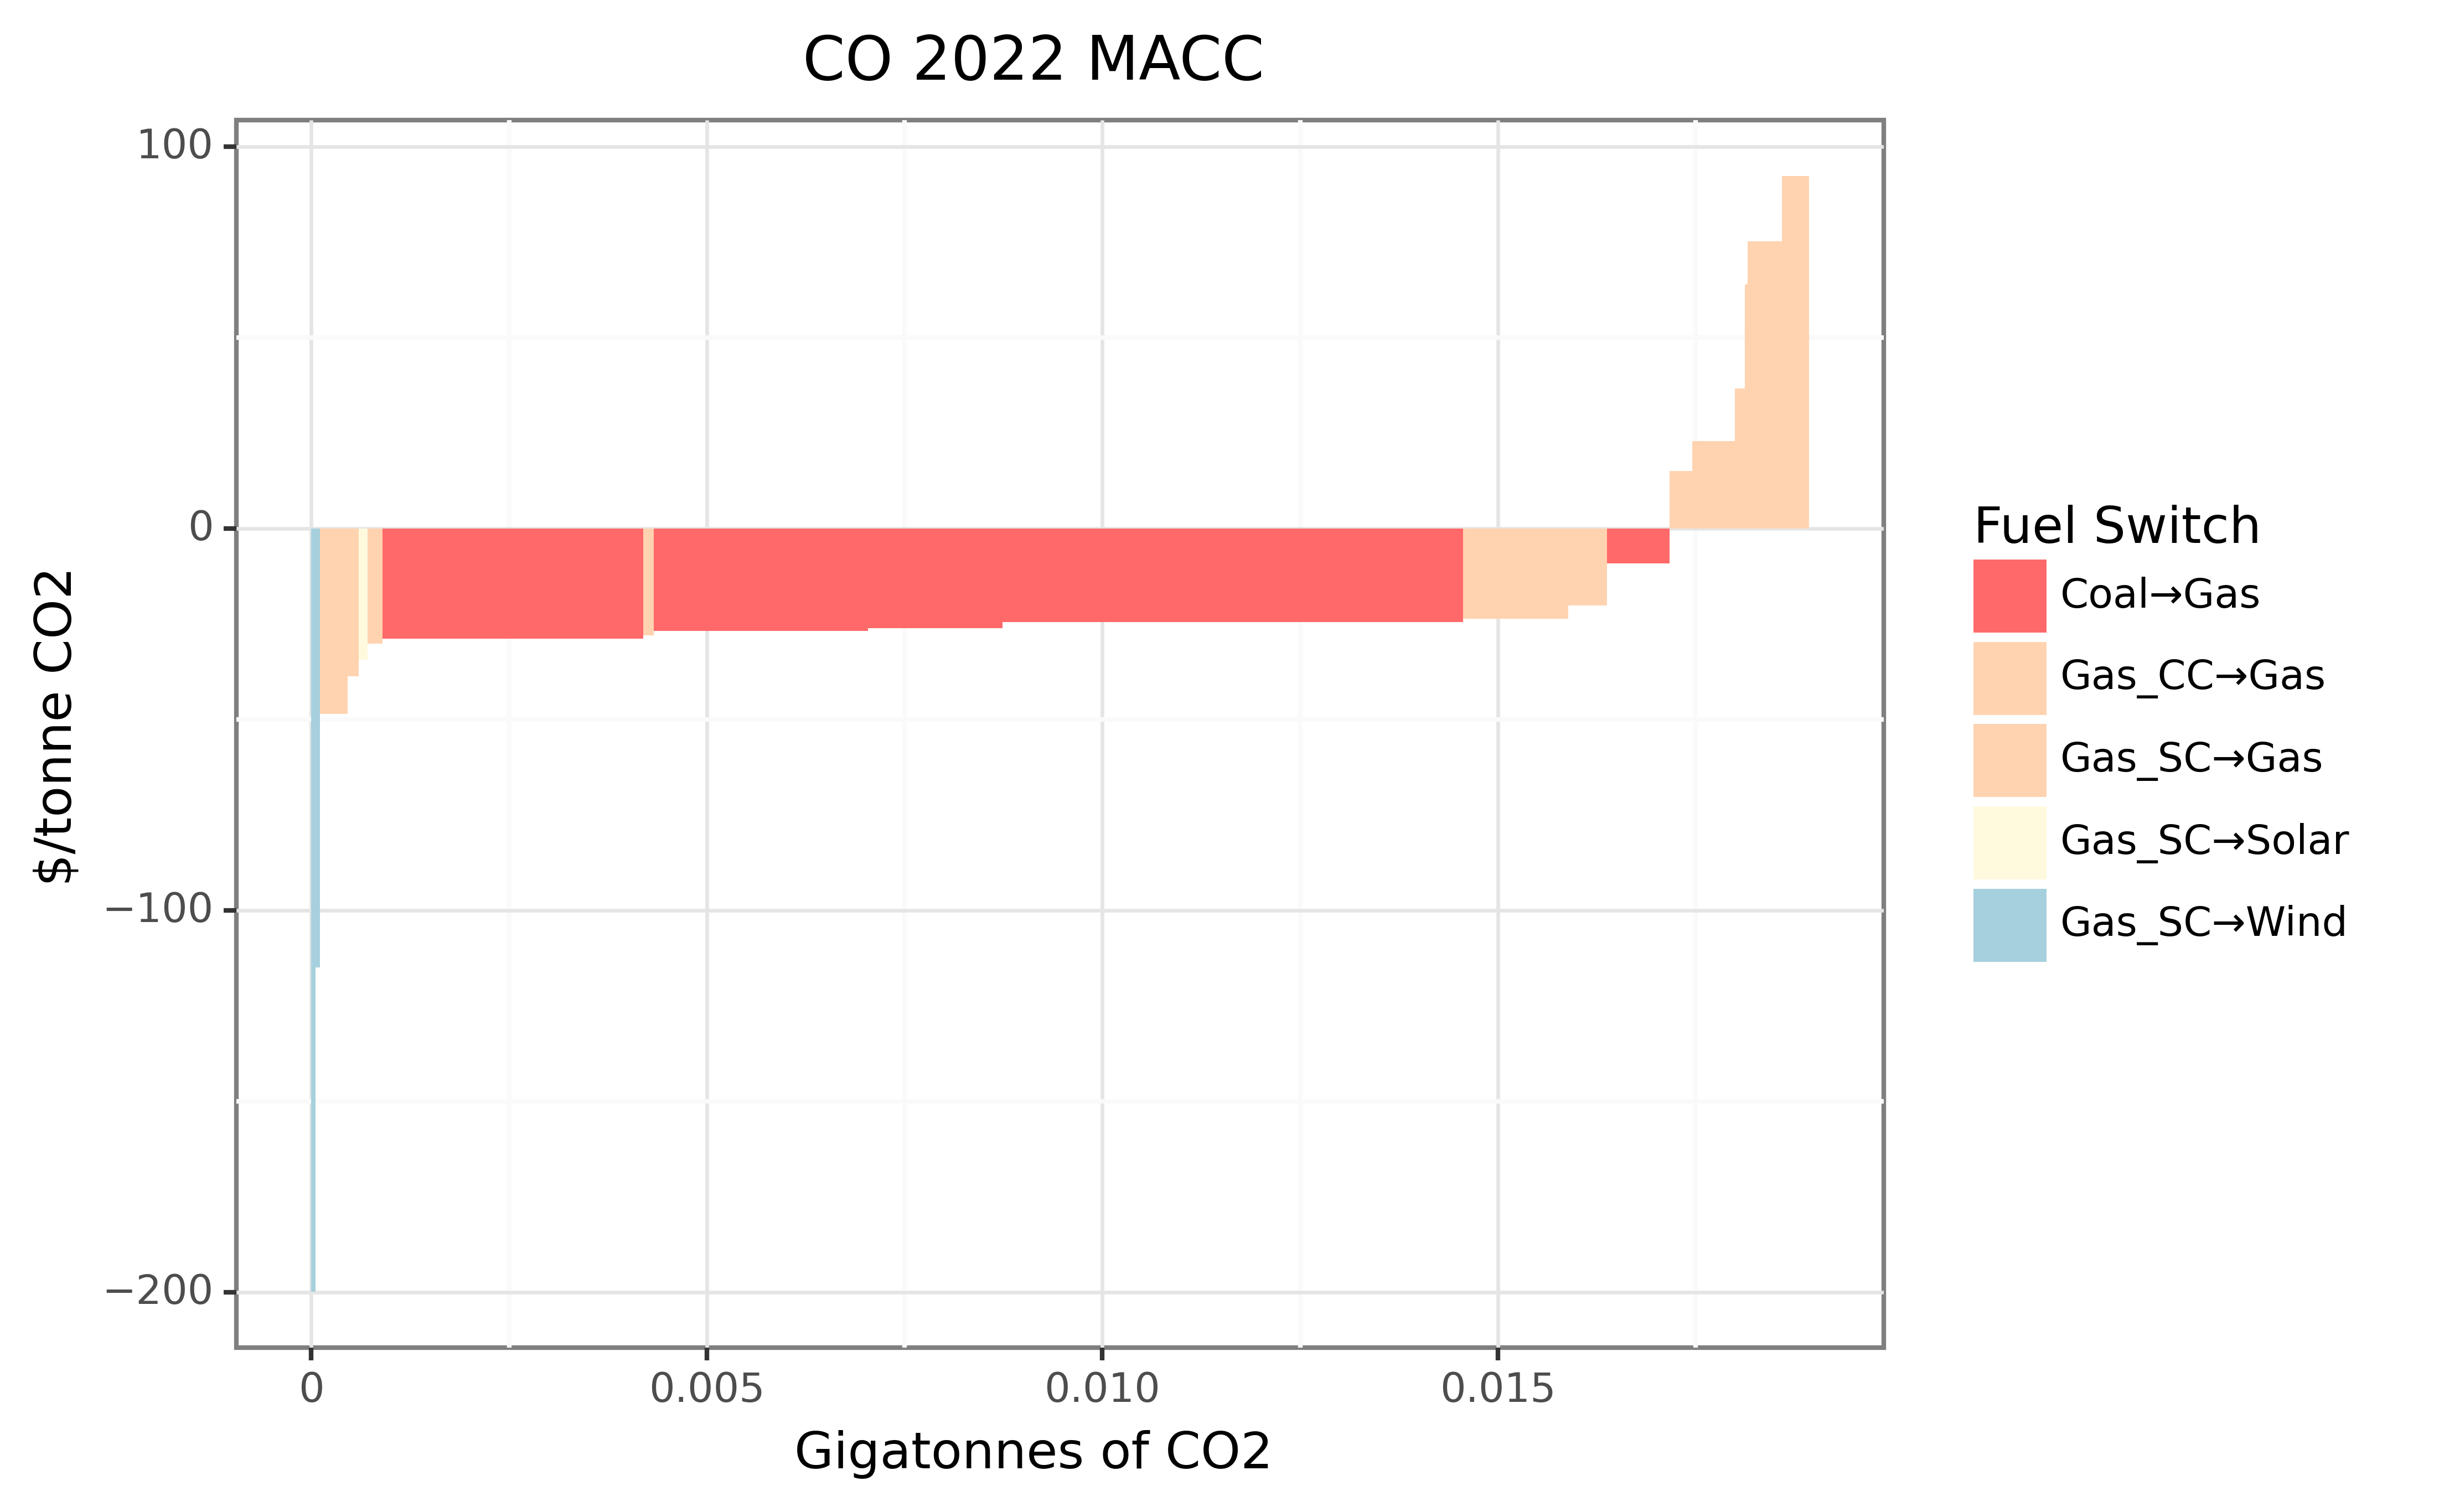 CO 2022 MACC
100
0
−100
−200
$/tonne CO2
0
0.005
0.010
0.015
Gigatonnes of CO2
Fuel Switch
Coal→Gas
Gas_CC→Gas
Gas_SC→Gas
Gas_SC→Solar
Gas_SC→Wind